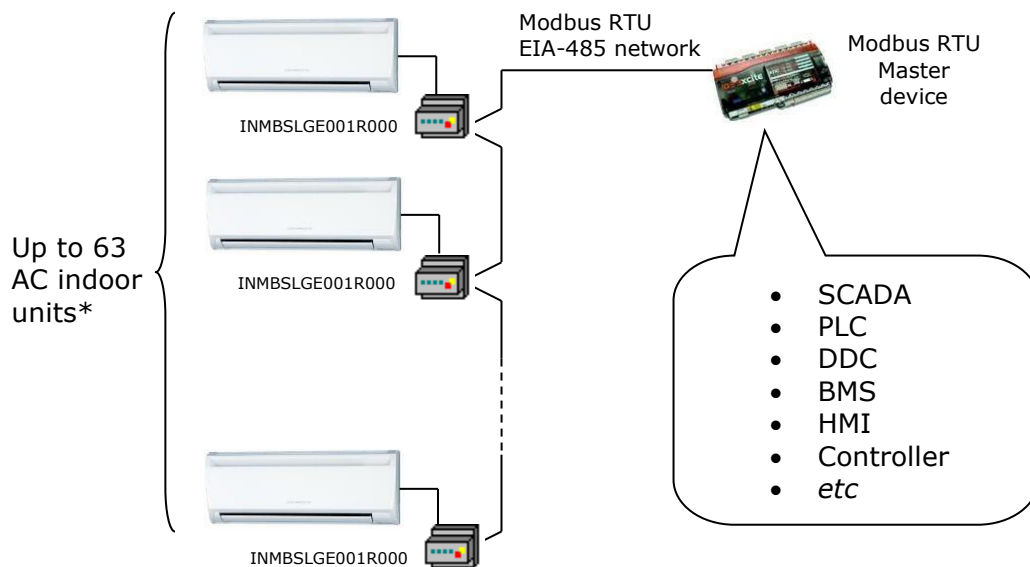 Modbus RTU
EIA-485 network
Modbus RTU
Master
device
INMBSLGE001R000
Up to 63
AC indoor
units*
INMBSLGE001R000
• SCADA
• PLC
• DDC
• BMS
• HMI
• Controller
• etc
INMBSLGE001R000